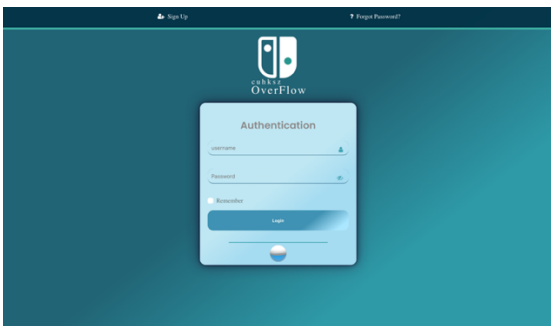 Sign Up
? Forgot Password?
cuhksz
OverFlow
Authentication
username
Password
Remember
Login